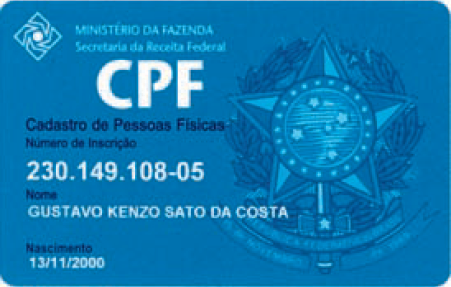 MINISTÉRIO DA FAZENDA
Secretaria da Receita Federal
CPF
Cadastro de Pessoas Físicas
Número de Inscrição
230.149.108-05
Nome
GUSTAVO KENZO SATO DA COSTA
Nascimento
13/11/2000